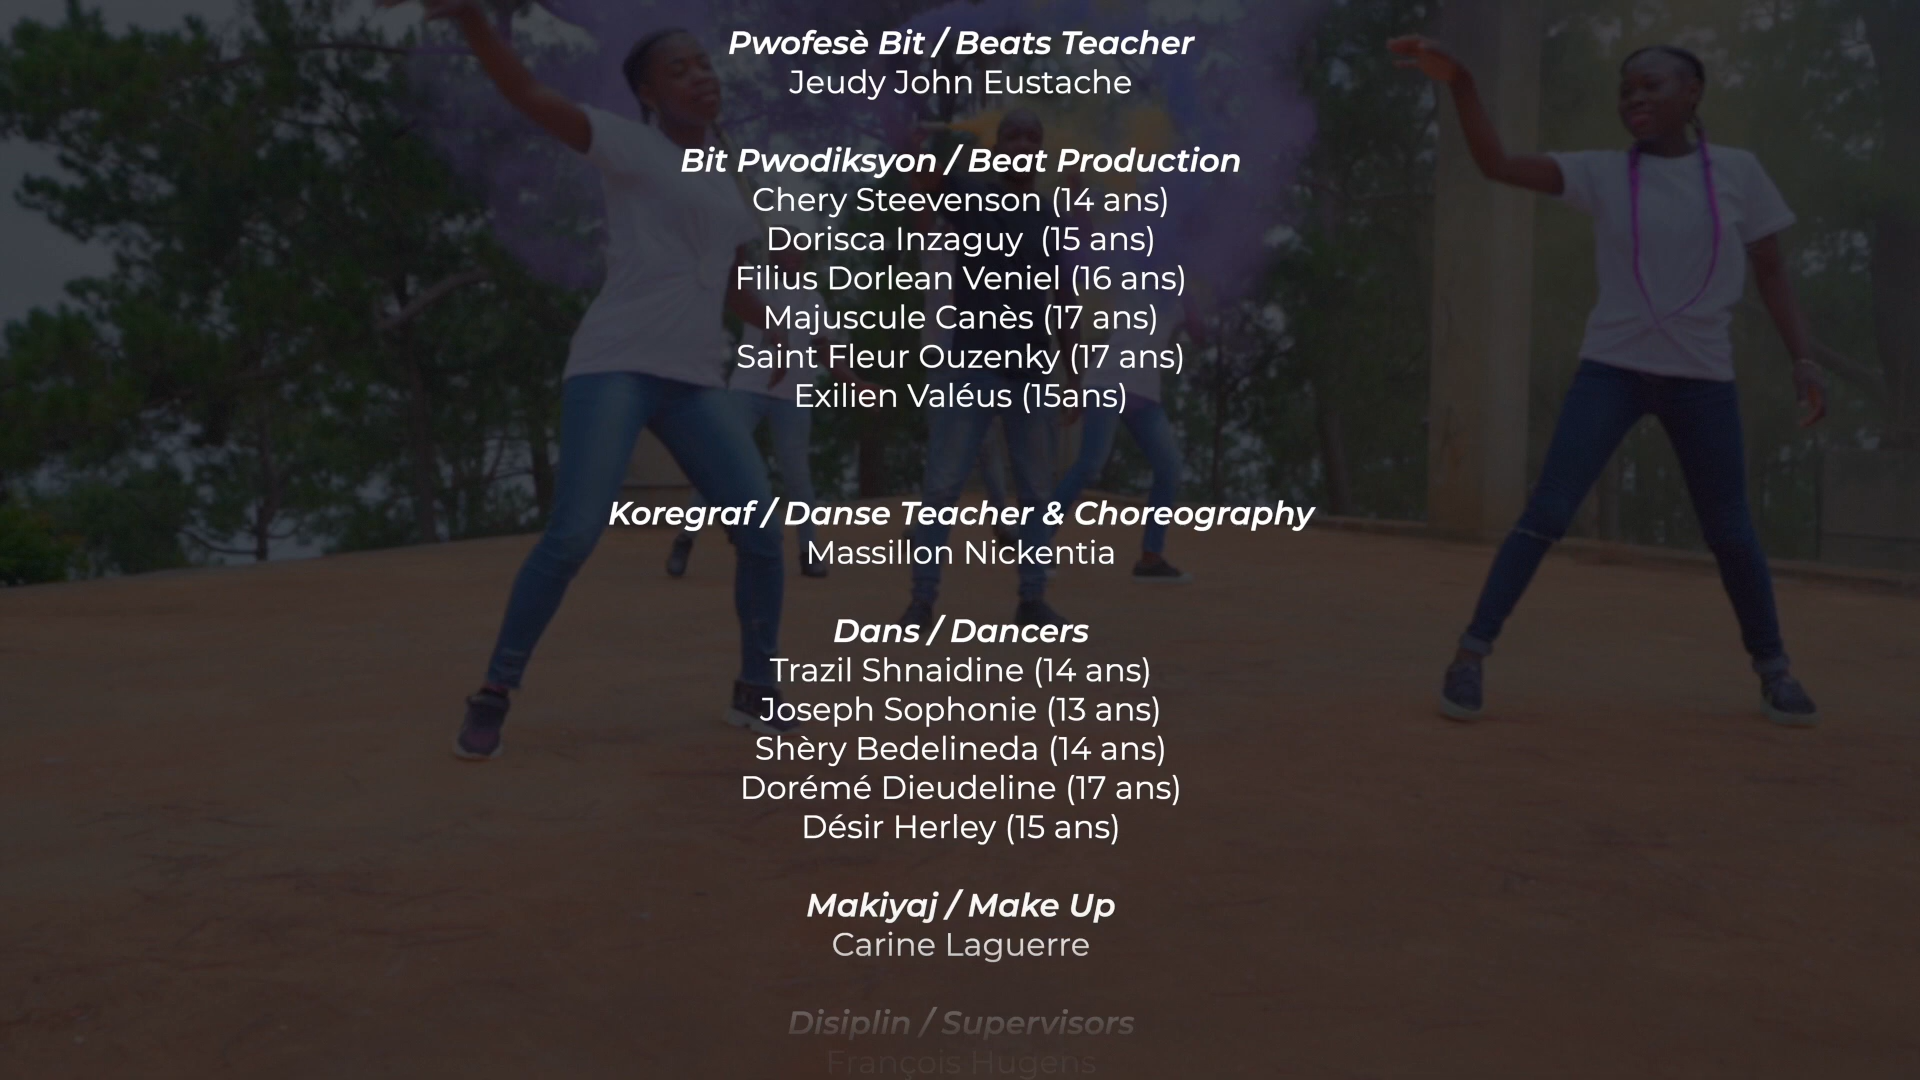 Pwofesè Bit / Beats Teacher
Jeudy John Eustache
Bit Pwodiksyon / Beat Production
Chery Steevenson (14 ans)
Dorisca Inzaguy  (15 ans)
Filius Dorlean Veniel (16 ans)
Majuscule Canès (17 ans)
Saint Fleur Ouzenky (17 ans)
Exilien Valéus (15ans)
Koregraf / Danse Teacher & Choreography
Massillon Nickentia
Dans / Dancers
Trazil Shnaidine (14 ans)
Joseph Sophonie (13 ans)
Shèry Bedelineda (14 ans)
Dorémé Dieudeline (17 ans)
Désir Herley (15 ans)
Makiyaj / Make Up
Carine Laguerre
Disiplin / Supervisors
François Hugens